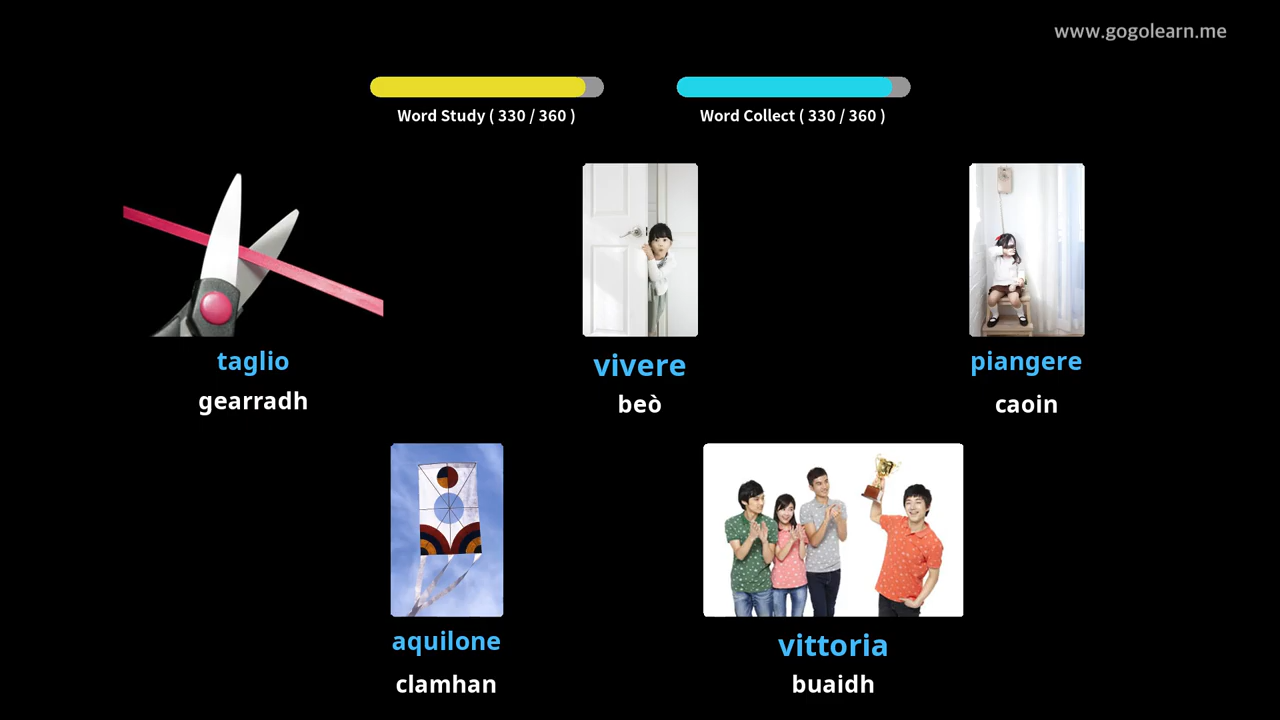 www.gogolearn.me
Word Study ( 330 / 360 )
Word Collect ( 330 / 360 )
taglio
gearradh
vivere
beò
piangere
caoin
aquilone
clamhan
vittoria
buaidh